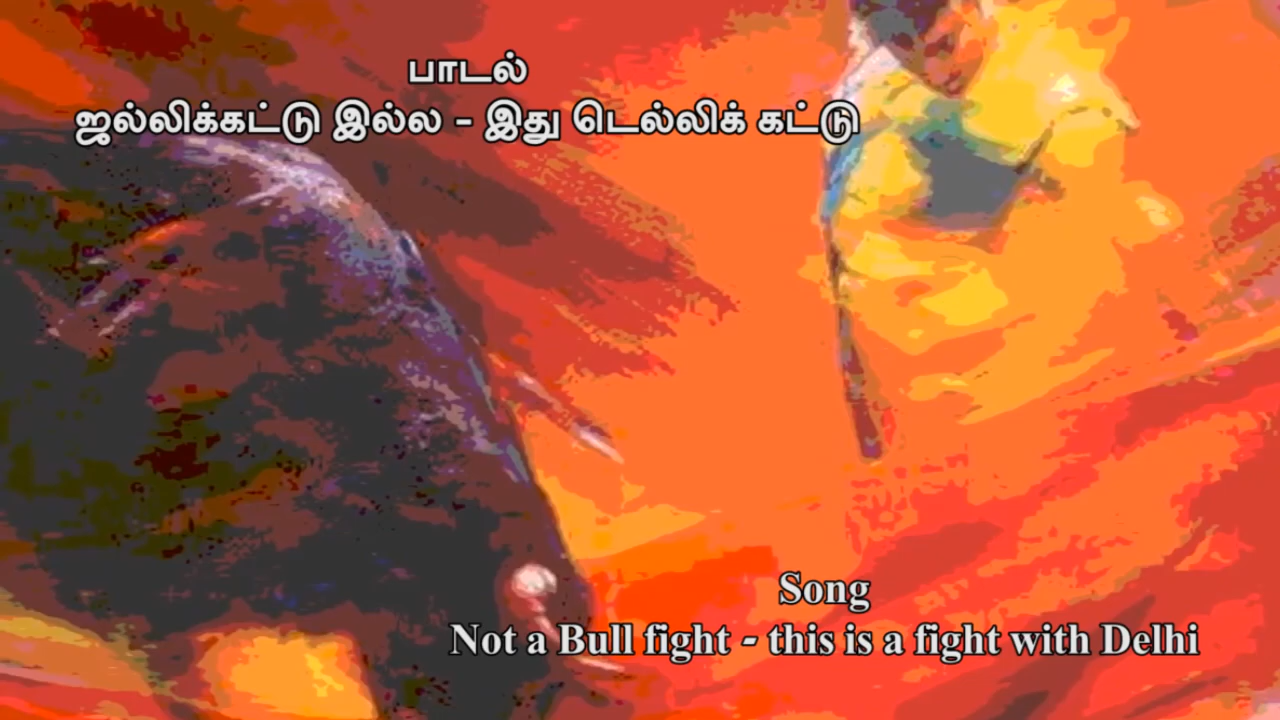 பாடல்
ஜல்லிக்கட்டு இல்ல - இது டெல்லிக் கட்டு
Song
Not a Bull fight - this is a fight with Delhi